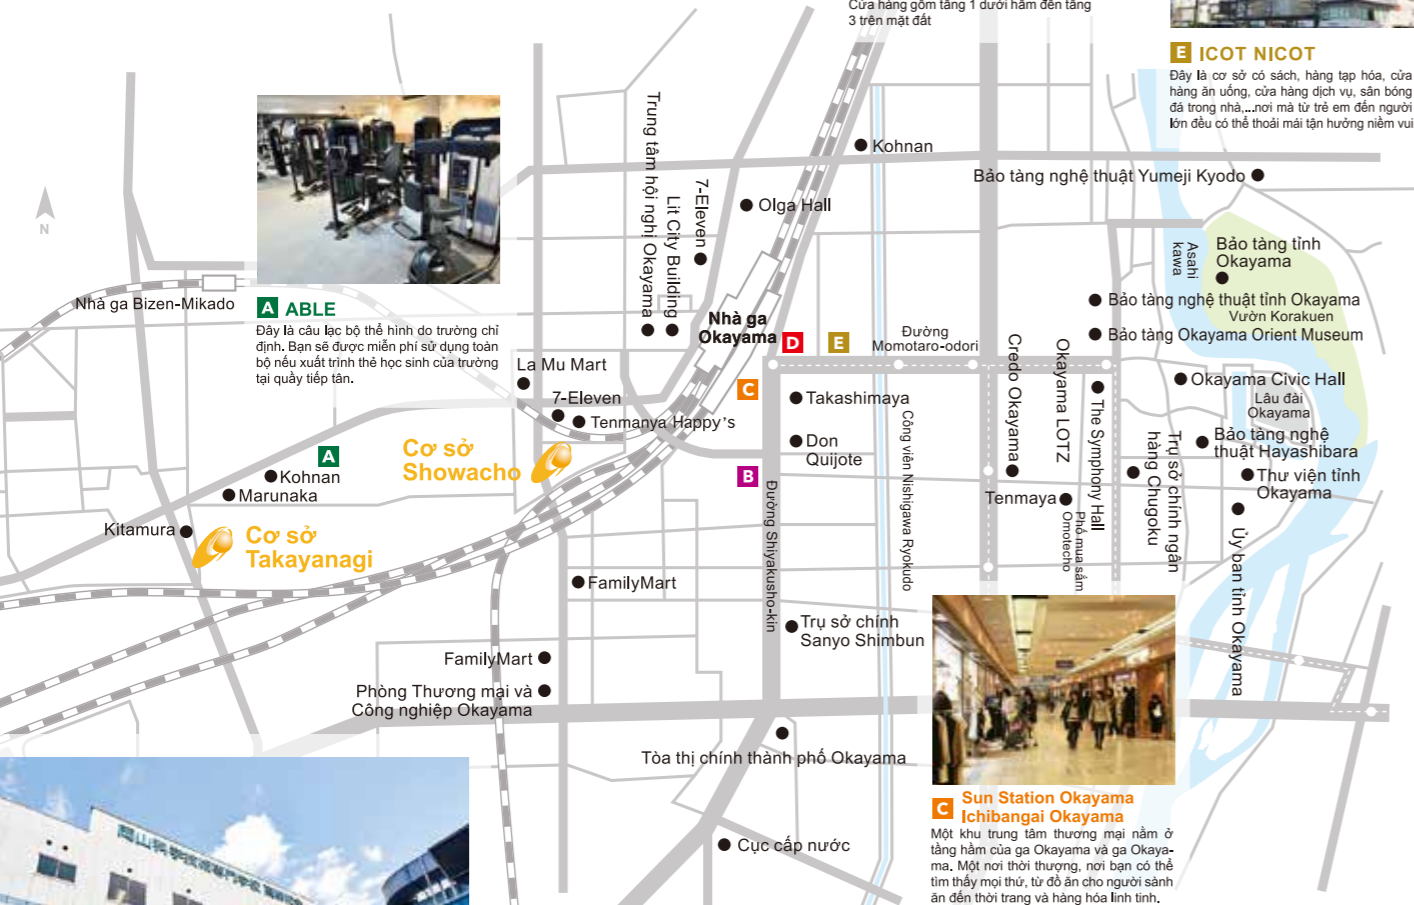 Cửa hàng gồm tầng 1 dưới hầm đến tầng
3 trên mặt đất
E ICOT NICOT
Đây là cơ sở có sách, hàng tạp hóa, cửa
hàng ăn uống, cửa hàng dịch vụ, sân bóng
đá trong nhà,...nơi mà từ trẻ em đến người
lớn đều có thể thoải mái tận hưởng niềm vui
Kohnan
Bảo tàng nghệ thuật Yumeji Kyodo
Trung tâm hội nghị Okayama
Lit City Building
7-Eleven
Olga Hall
N
Asahi
kawa
Bảo tàng tỉnh
Okayama
Nhà ga Bizen-Mikado
A ABLE
Đây là câu lạc bộ thể hình do trường chỉ
định. Bạn sẽ được miễn phí sử dụng toàn
bộ nếu xuất trình thẻ học sinh của trường
tại quầy tiếp tân.
Nhà ga
Okayama
D
E
Đường
Momotaro-odori
Bảo tàng nghệ thuật tỉnh Okayama
Vườn Korakuen
Bảo tàng Okayama Orient Museum
La Mu Mart
7-Eleven
Tenmanya Happy's
C
Takashimaya
Don
Quijote
Công viên Nishigawa Ryokudo
Credo Okayama
Okayama LOTZ
The Symphony Hall
Okayama Civic Hall
Lâu đài
Okayama
Bảo tàng nghệ
thuật Hayashibara
Trụ sở chính ngân
hàng Chugoku
Thư viện tỉnh
Okayama
A
Kohnan
Marunaka
Cơ sở
Showacho
B
Đường Shiyakusho-kin
Tenmaya
Phố mua sắm
Omotecho
Ủy ban tỉnh Okayama
Kitamura
Cơ sở
Takayanagi
FamilyMart
Trụ sở chính
Sanyo Shimbun
FamilyMart
Phòng Thương mại và
Công nghiệp Okayama
Tòa thị chính thành phố Okayama
Cục cấp nước
C Sun Station Okayama
Ichibangai Okayama
Một khu trung tâm thương mại nằm ở
tầng hầm của ga Okayama và ga Okaya-
ma. Một nơi thời thượng, nơi bạn có thể
tìm thấy mọi thứ, từ đồ ăn cho người sành
ăn đến thời trang và hàng hóa linh tinh.